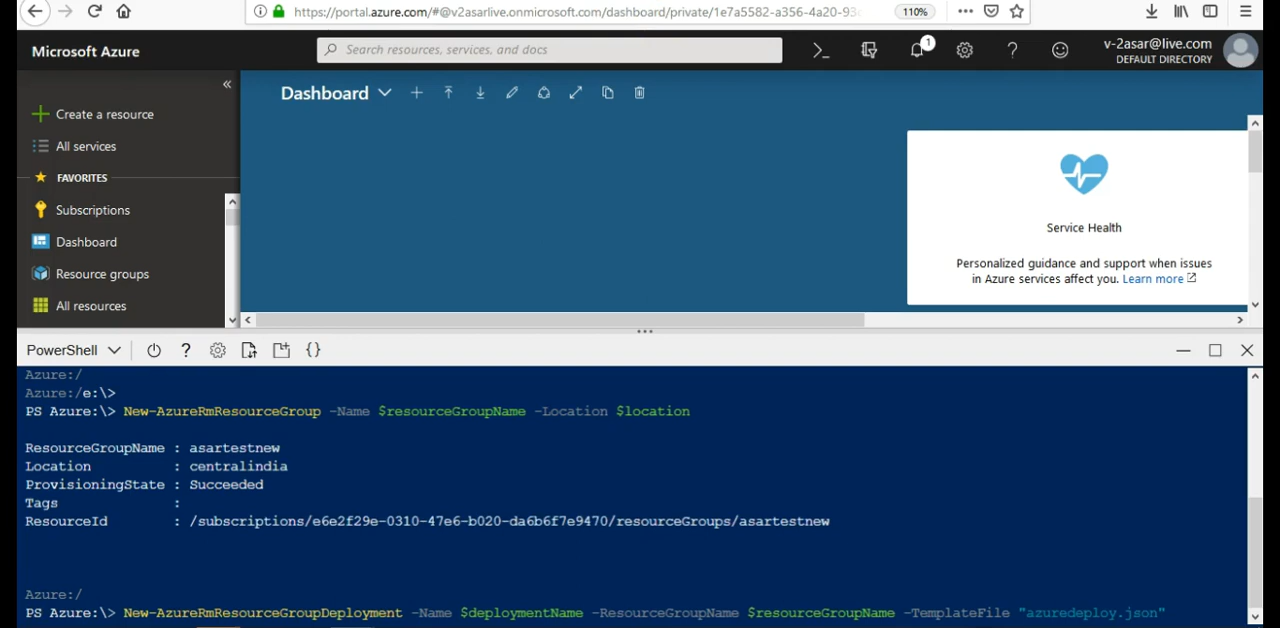 https://portal.azure.com/#@v2asarlive.onmicrosoft.com/dashboard/private/1e7a5582-a356-4a20-93
110%
Microsoft Azure
Search resources, services, and docs
1
v-2asar@live.com
DEFAULT DIRECTORY
Create a resource
All services
FAVORITES
Subscriptions
Dashboard
Resource groups
All resources
Dashboard
Service Health
Personalized guidance and support when issues
in Azure services affect you. Learn more
PowerShell
Azure:/
Azure:/e:\>
PS Azure:\> New-AzureRmResourceGroup -Name $resourceGroupName -Location $location
ResourceGroupName : asartestnew
Location : centralindia
ProvisioningState : Succeeded
Tags :
ResourceId : /subscriptions/e6e2f29e-0310-47e6-b020-da6b6f7e9470/resourceGroups/asartestnew
Azure:/
PS Azure:\> New-AzureRmResourceGroupDeployment -Name $deploymentName -ResourceGroupName $resourceGroupName -TemplateFile "azuredeploy.json"